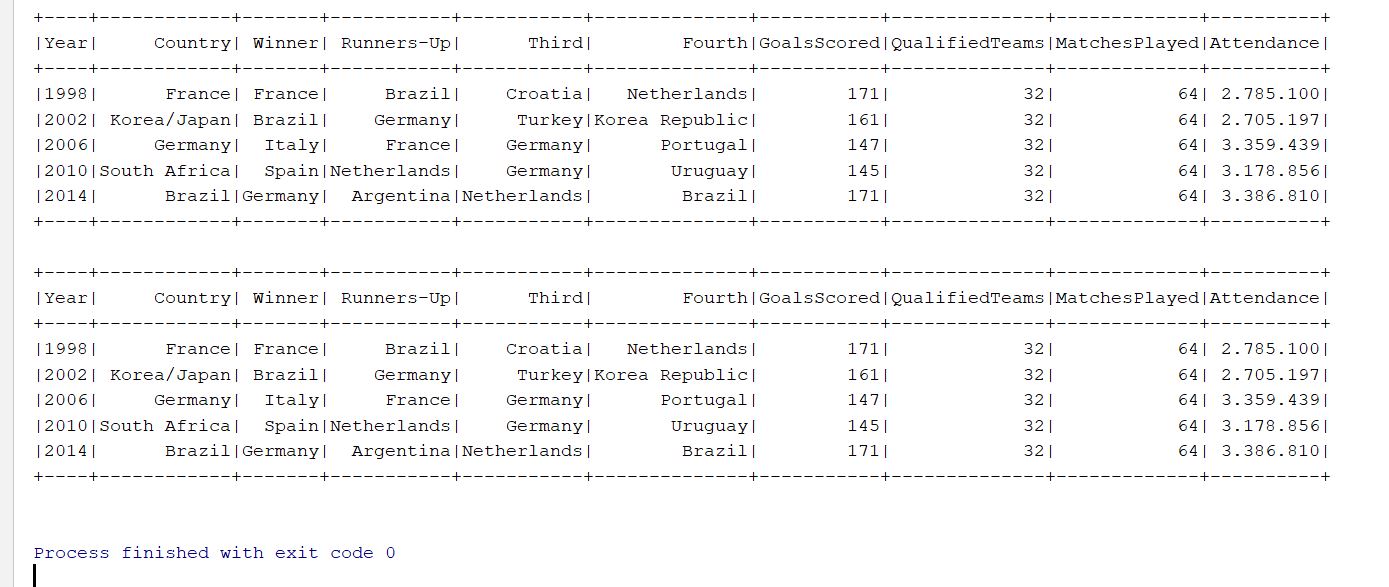 +----+------------+-------+-----------+-----------+--------------+-----------+--------------+-------------+----------+
|Year|     Country| Winner| Runners-Up|      Third|        Fourth|GoalsScored|QualifiedTeams|MatchesPlayed|Attendance|
+----+------------+-------+-----------+-----------+--------------+-----------+--------------+-------------+----------+
|1998|      France| France|     Brazil|    Croatia|   Netherlands|        171|            32|           64| 2.785.100|
|2002| Korea/Japan| Brazil|    Germany|     Turkey|Korea Republic|        161|            32|           64| 2.705.197|
|2006|     Germany|  Italy|     France|    Germany|      Portugal|        147|            32|           64| 3.359.439|
|2010|South Africa|  Spain|Netherlands|    Germany|       Uruguay|        145|            32|           64| 3.178.856|
|2014|      Brazil|Germany|  Argentina|Netherlands|        Brazil|        171|            32|           64| 3.386.810|
+----+------------+-------+-----------+-----------+--------------+-----------+--------------+-------------+----------+
+----+------------+-------+-----------+-----------+--------------+-----------+--------------+-------------+----------+
|Year|     Country| Winner| Runners-Up|      Third|        Fourth|GoalsScored|QualifiedTeams|MatchesPlayed|Attendance|
+----+------------+-------+-----------+-----------+--------------+-----------+--------------+-------------+----------+
|1998|      France| France|     Brazil|    Croatia|   Netherlands|        171|            32|           64| 2.785.100|
|2002| Korea/Japan| Brazil|    Germany|     Turkey|Korea Republic|        161|            32|           64| 2.705.197|
|2006|     Germany|  Italy|     France|    Germany|      Portugal|        147|            32|           64| 3.359.439|
|2010|South Africa|  Spain|Netherlands|    Germany|       Uruguay|        145|            32|           64| 3.178.856|
|2014|      Brazil|Germany|  Argentina|Netherlands|        Brazil|        171|            32|           64| 3.386.810|
+----+------------+-------+-----------+-----------+--------------+-----------+--------------+-------------+----------+
Process finished with exit code 0